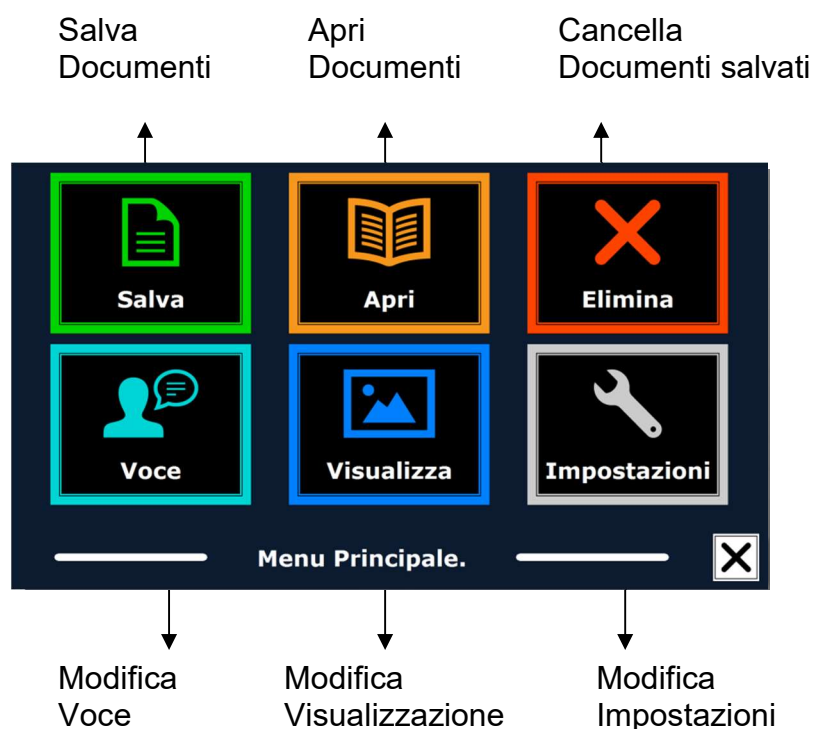 Salva
Documenti
Apri
Documenti
Cancella
Documenti salvati
Salva
Apri
Elimina
Voce
Visualizza
Impostazioni
Menu Principale.
Modifica
Voce
Modifica
Visualizzazione
Modifica
Impostazioni